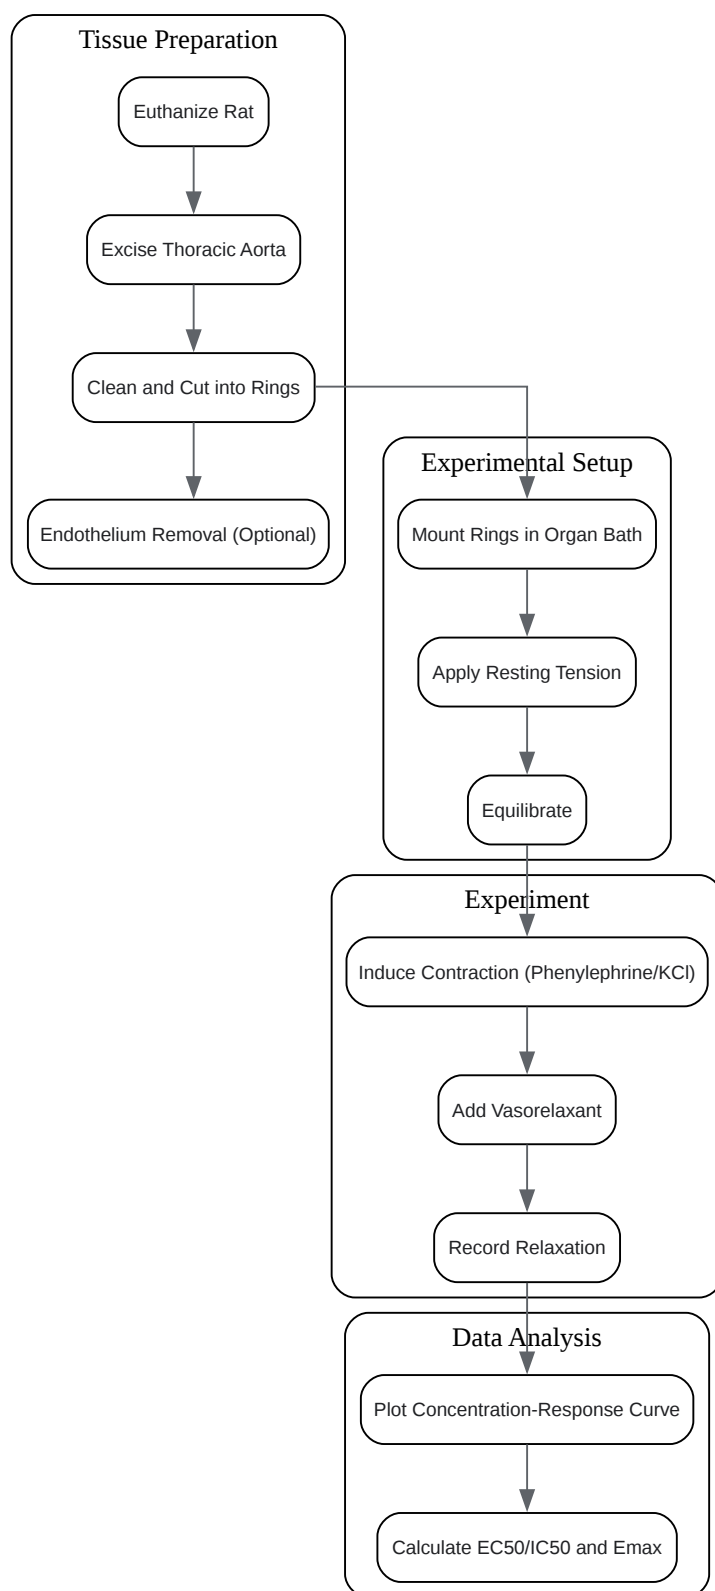 Tissue Preparation
Euthanize Rat
Excise Thoracic Aorta
Clean and Cut into Rings
Endothelium Removal (Optional)
Experimental Setup
Mount Rings in Organ Bath
Apply Resting Tension
Equilibrate
Experiment
Induce Contraction (Phenylephrine/KCl)
Add Vasorelaxant
Record Relaxation
Data Analysis
Plot Concentration-Response Curve
Calculate EC50/IC50 and Emax